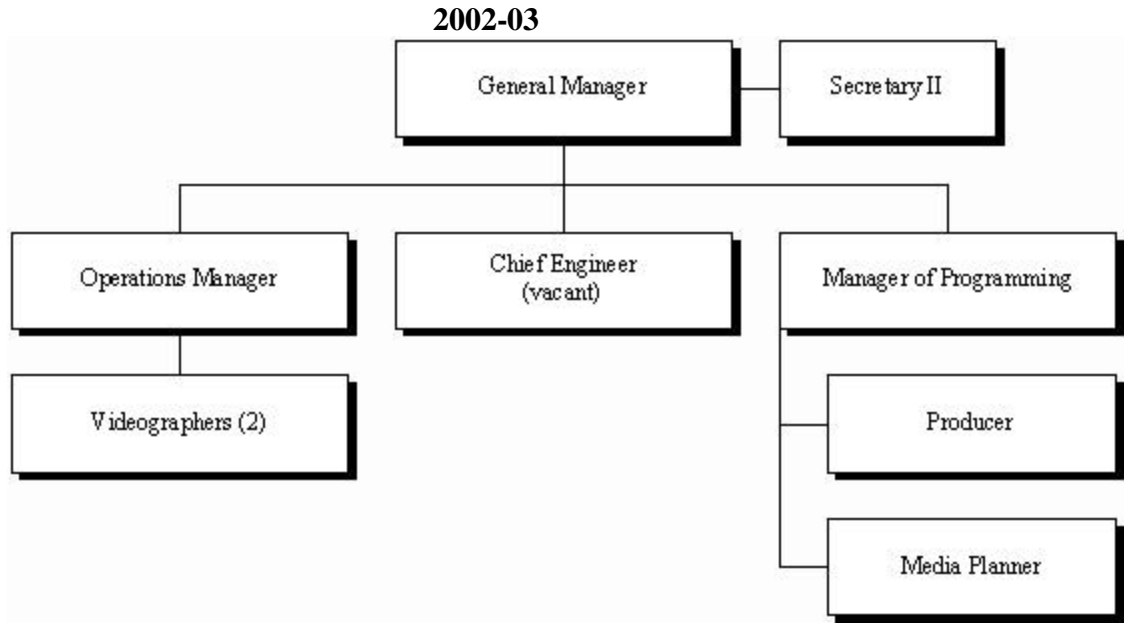 2002-03
General Manager
Secretary II
Operations Manager
Chief Engineer
(vacant)
Manager of Programming
Videographers (2)
Producer
Media Planner